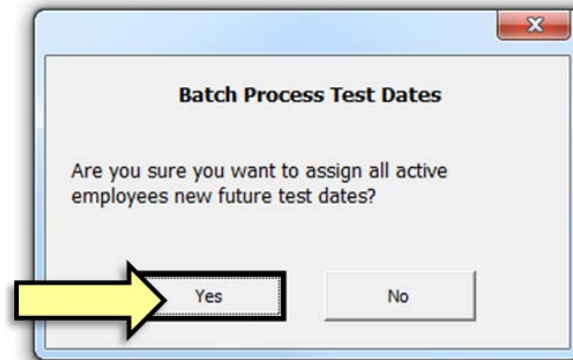 Batch Process Test Dates
Are you sure you want to assign all active
employees new future test dates?
Yes
No